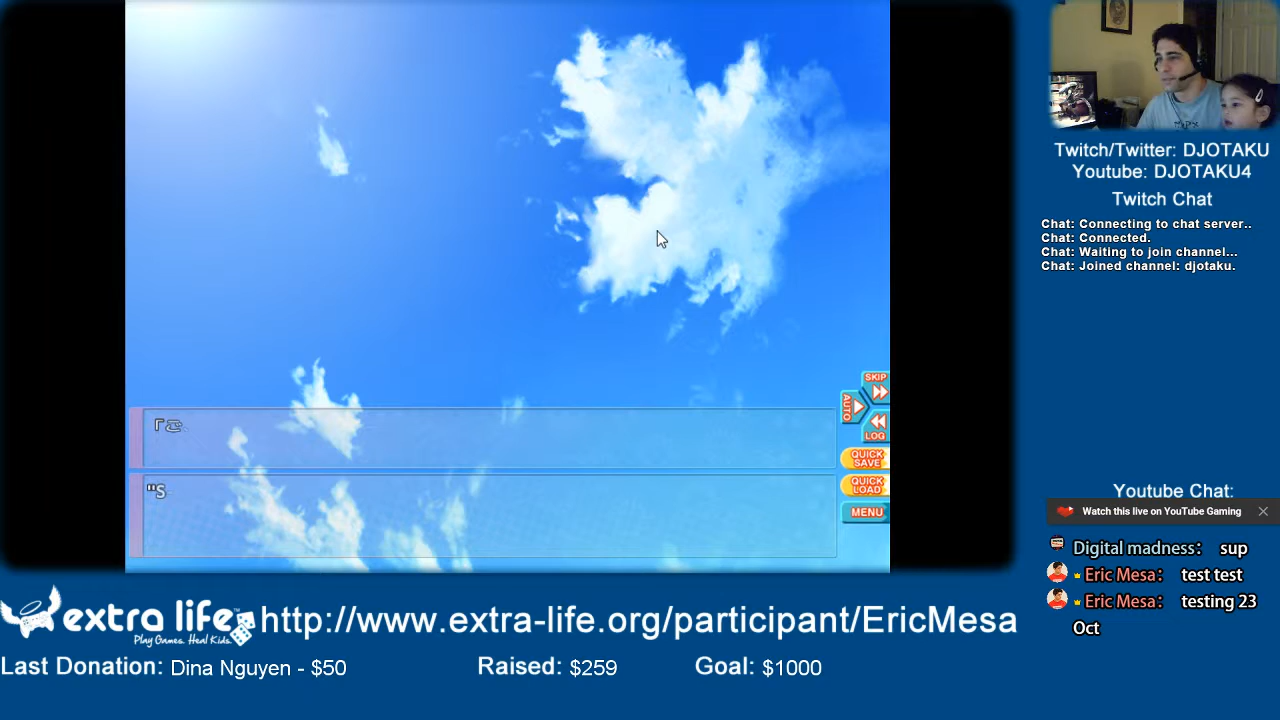 Twitch/Twitter: DJOTAKU
Youtube: DJOTAKU4
Twitch Chat
Chat: Connecting to chat server..
Chat: Connected.
Chat: Waiting to join channel...
Chat: Joined channel: djotaku.
SKIP
AUTO
LOG
QUICK
SAVE
QUICK
LOAD
MENU
「ご
"S
Youtube Chat:
Watch this live on YouTube Gaming
Digital madness: sup
Eric Mesa: test test
Eric Mesa: testing 23
Oct
extra life
Play Games. Heal Kids.
http://www.extra-life.org/participant/EricMesa
Last Donation: Dina Nguyen - $50
Raised: $259
Goal: $1000